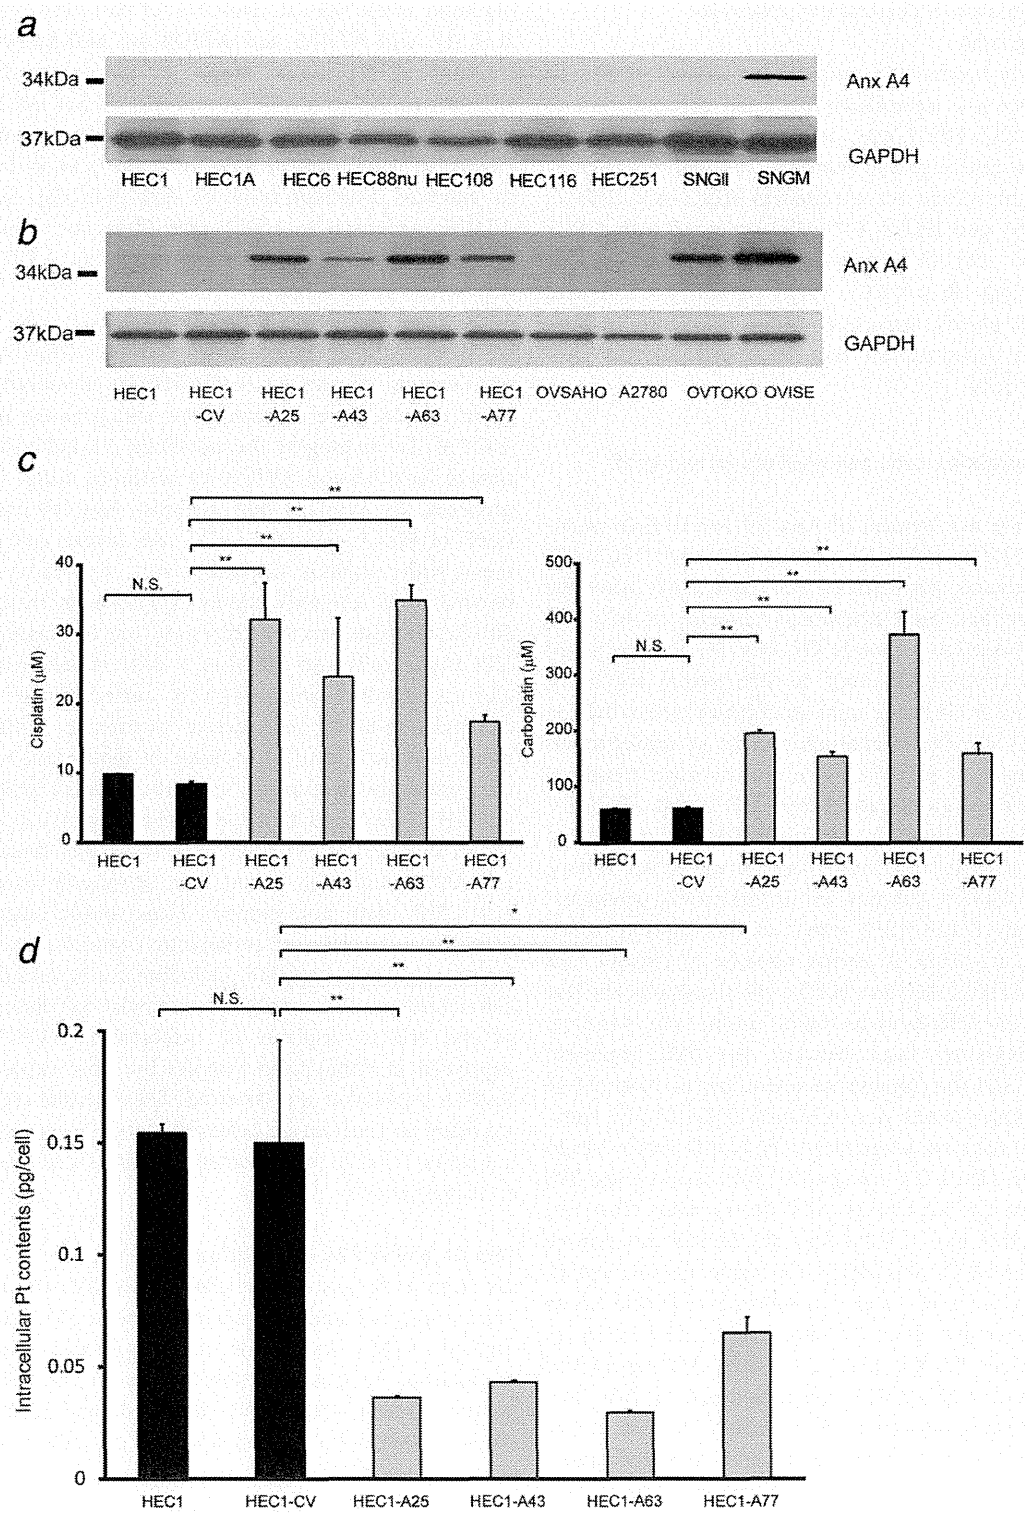 a
34kDa Anx A4
37kDa GAPDH
HEC1 HEC1A HEC6 HEC88nu HEC108 HEC116 HEC251 SNGII SNGM
b
34kDa Anx A4
37kDa GAPDH
HEC1 HEC1 HEC1 HEC1 HEC1 HEC1 OVSAHO A2780 OVTOKO OVISE
-CV -A25 -A43 -A63 -A77
c
**
**
**
**
N.S.
40
30
20
10
0
Cisplatin (μM)
HEC1 HEC1 HEC1 HEC1 HEC1 HEC1
-CV -A25 -A43 -A63 -A77
**
**
**
**
N.S.
500
400
300
200
100
0
Carboplatin (μM)
HEC1 HEC1 HEC1 HEC1 HEC1 HEC1
-CV -A25 -A43 -A63 -A77
d
*
**
**
N.S. **
0.2
0.15
0.1
0.05
0
Intracellular Pt contents (pg/cell)
HEC1 HEC1-CV HEC1-A25 HEC1-A43 HEC1-A63 HEC1-A77